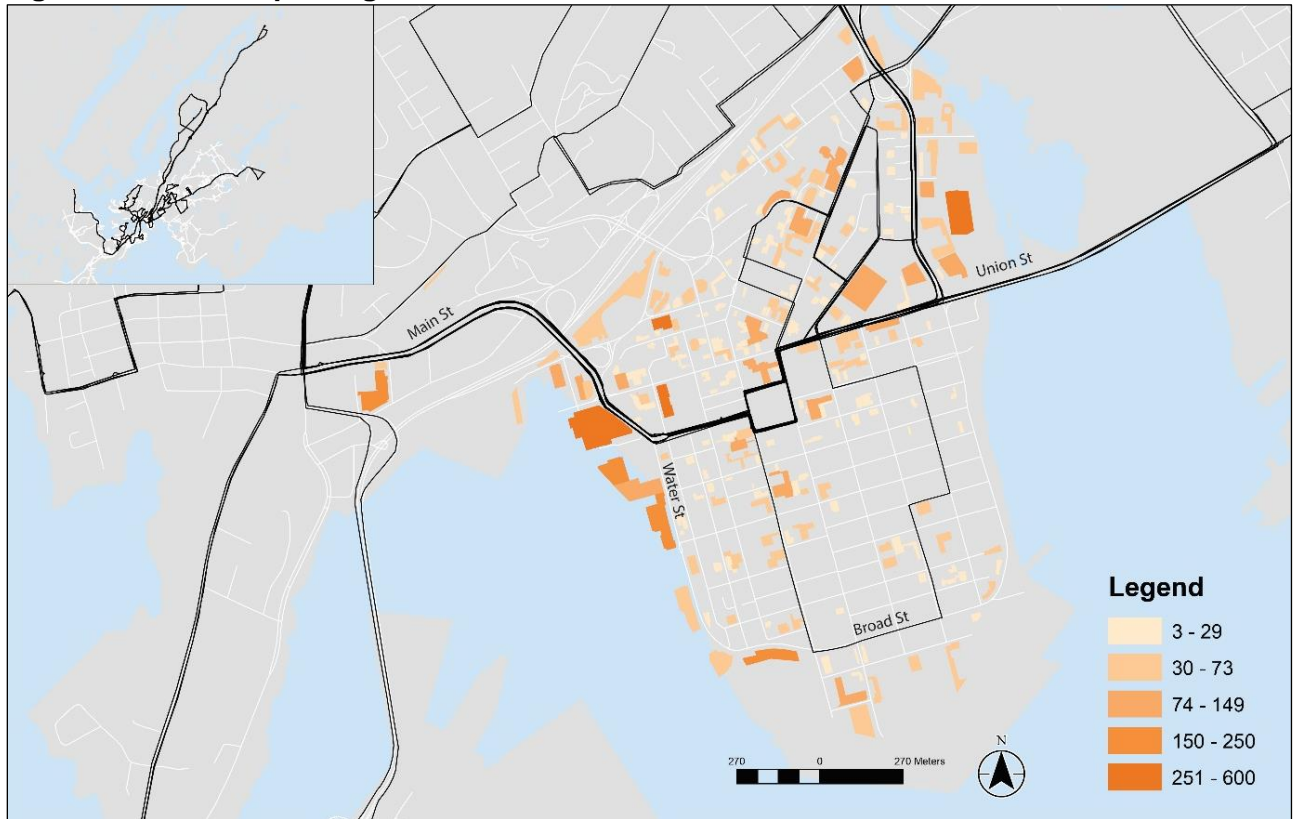 Main St
Union St
Water St
Broad St
Legend
3 - 29
30 - 73
74 - 149
150 - 250
251 - 600
N
270 0 270 Meters